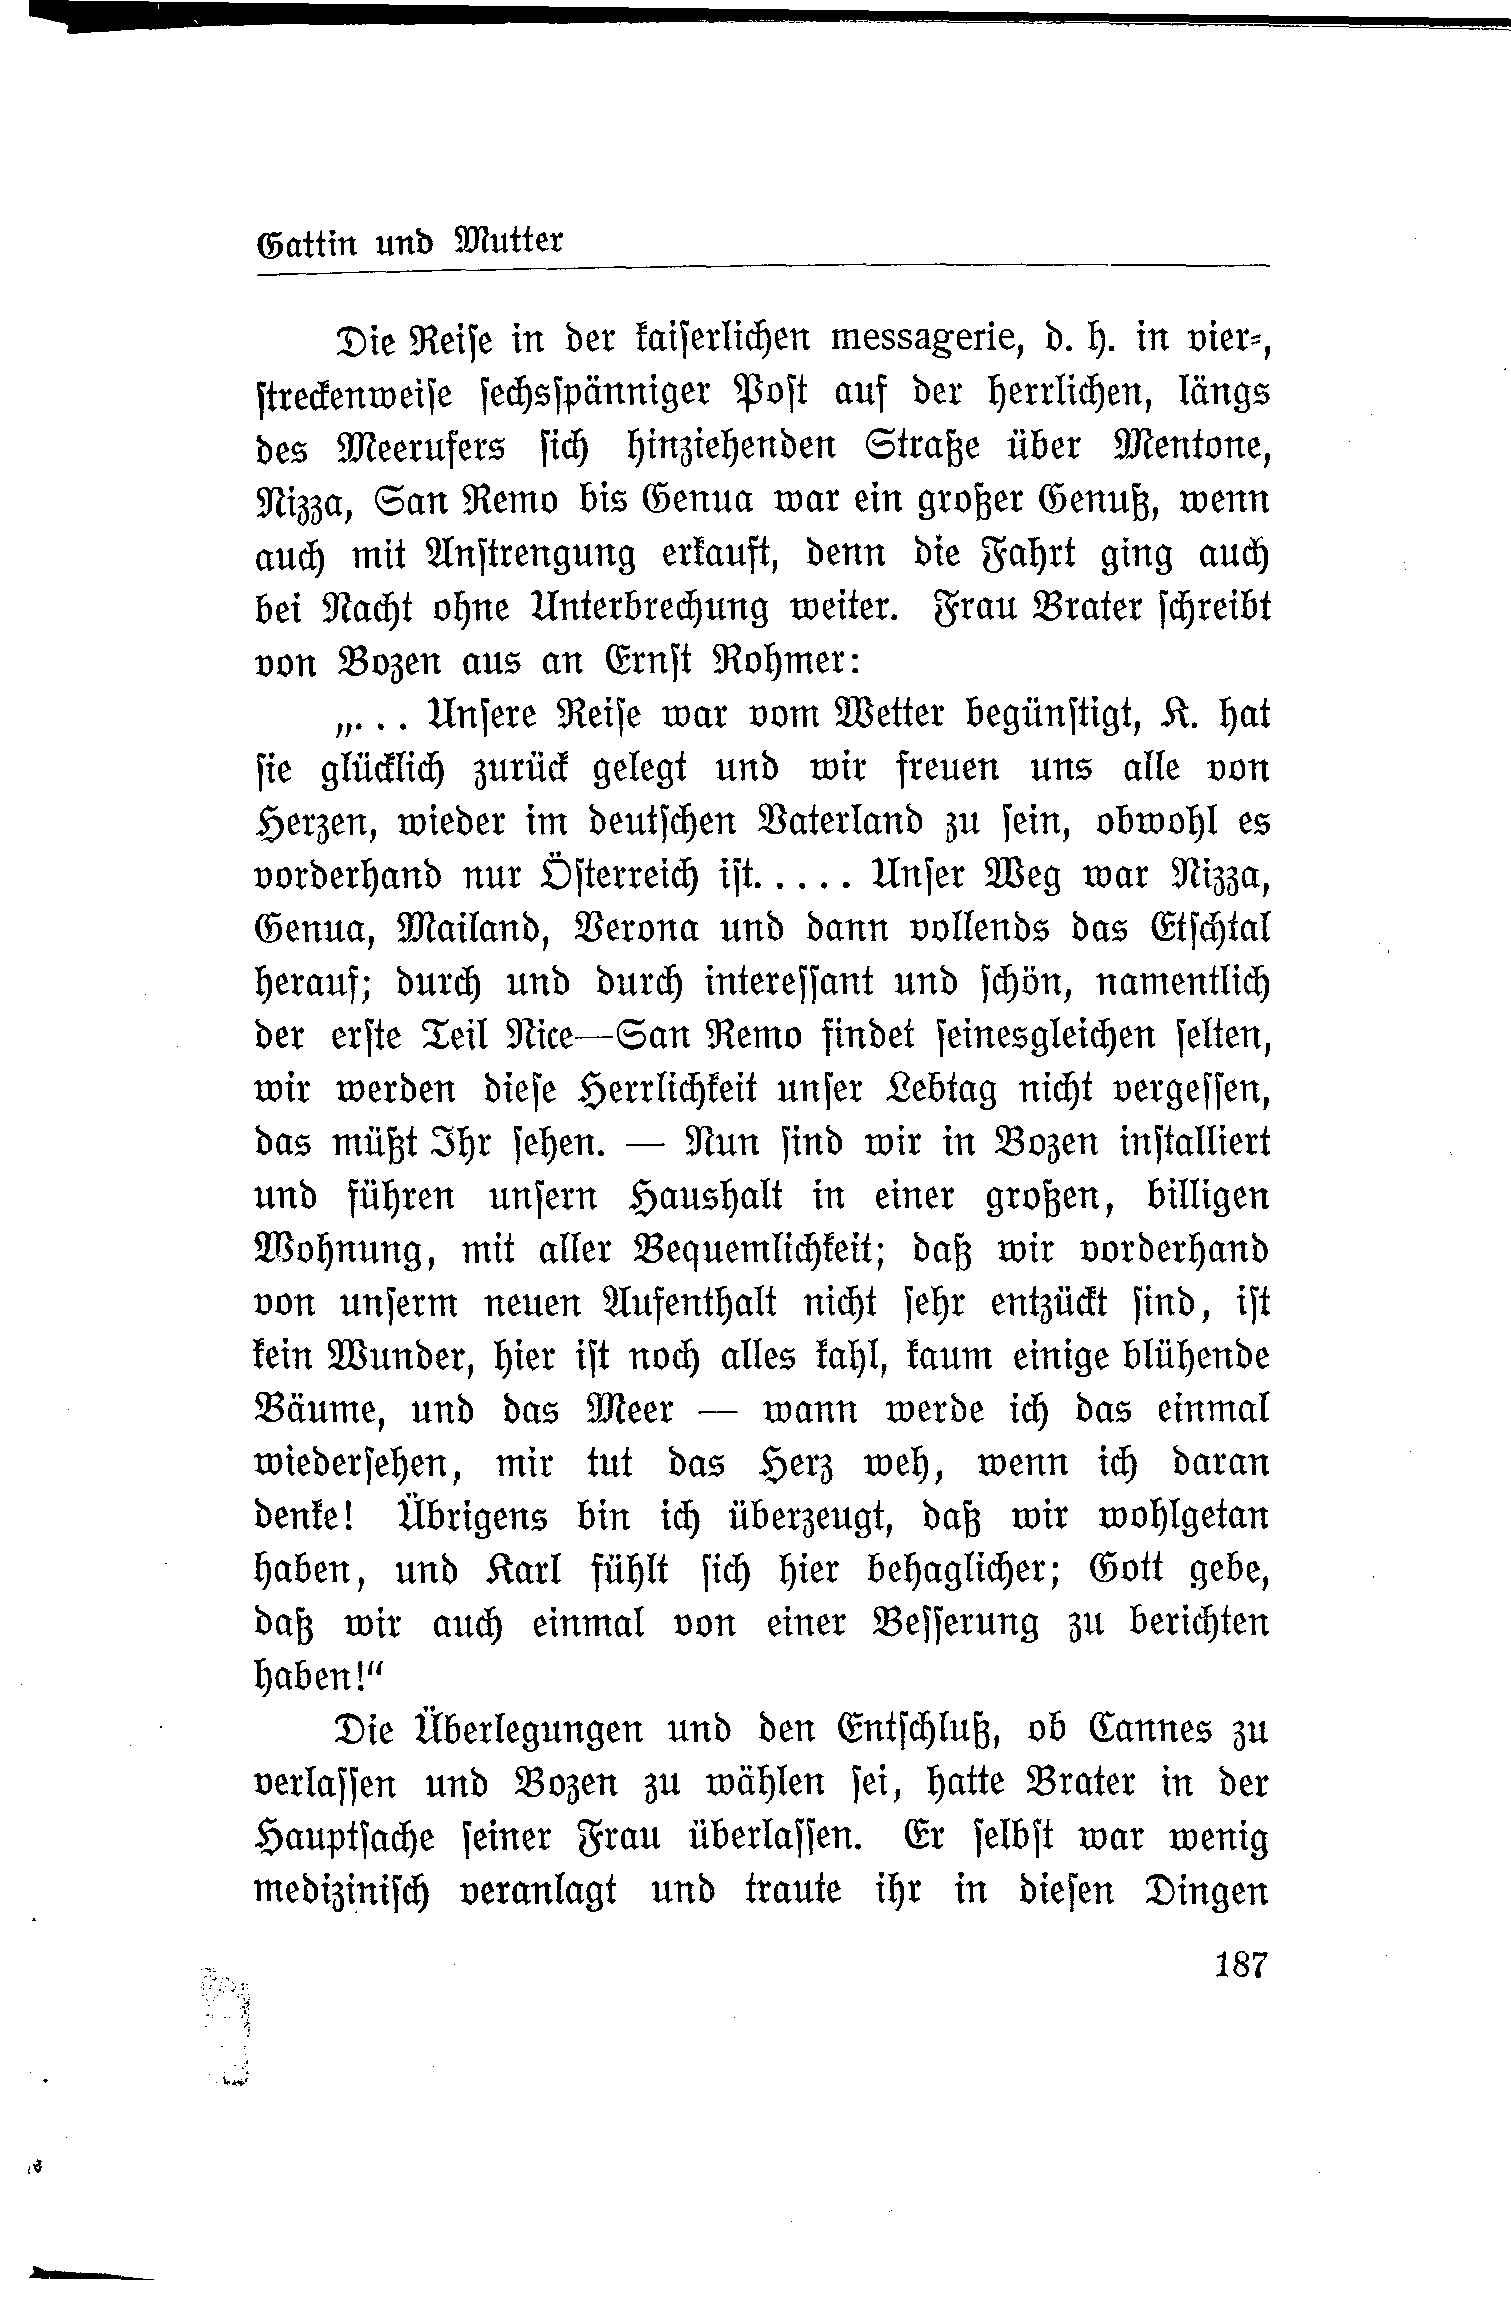 Gattin und Mutter
Die Reise in der kaiserlichen messagerie, d. h. in vier-,
streckenweise sechsspänniger Post auf der herrlichen, längs
des Meerufers sich hinziehenden Straße über Mentone,
Nizza, San Remo bis Genua war ein großer Genuß, wenn
auch mit Anstrengung erkauft, denn die Fahrt ging auch
bei Nacht ohne Unterbrechung weiter. Frau Brater schreibt
von Bozen aus an Ernst Rohmer:
„... Unsere Reise war vom Wetter begünstigt, K. hat
sie glücklich zurück gelegt und wir freuen uns alle von
Herzen, wieder im deutschen Vaterland zu sein, obwohl es
vorderhand nur Österreich ist..... Unser Weg war Nizza,
Genua, Mailand, Verona und dann vollends das Etschtal
herauf; durch und durch interessant und schön, namentlich
der erste Teil Nice—San Remo findet seinesgleichen selten,
wir werden diese Herrlichkeit unser Lebtag nicht vergessen,
das müßt Ihr sehen. — Nun sind wir in Bozen installiert
und führen unsern Haushalt in einer großen, billigen
Wohnung, mit aller Bequemlichkeit; daß wir vorderhand
von unserm neuen Aufenthalt nicht sehr entzückt sind, ist
kein Wunder, hier ist noch alles kahl, kaum einige blühende
Bäume, und das Meer — wann werde ich das einmal
wiedersehen, mir tut das Herz weh, wenn ich daran
denke! Übrigens bin ich überzeugt, daß wir wohlgetan
haben, und Karl fühlt sich hier behaglicher; Gott gebe,
daß wir auch einmal von einer Besserung zu berichten
haben!“
Die Überlegungen und den Entschluß, ob Cannes zu
verlassen und Bozen zu wählen sei, hatte Brater in der
Hauptsache seiner Frau überlassen. Er selbst war wenig
medizinisch veranlagt und traute ihr in diesen Dingen
187